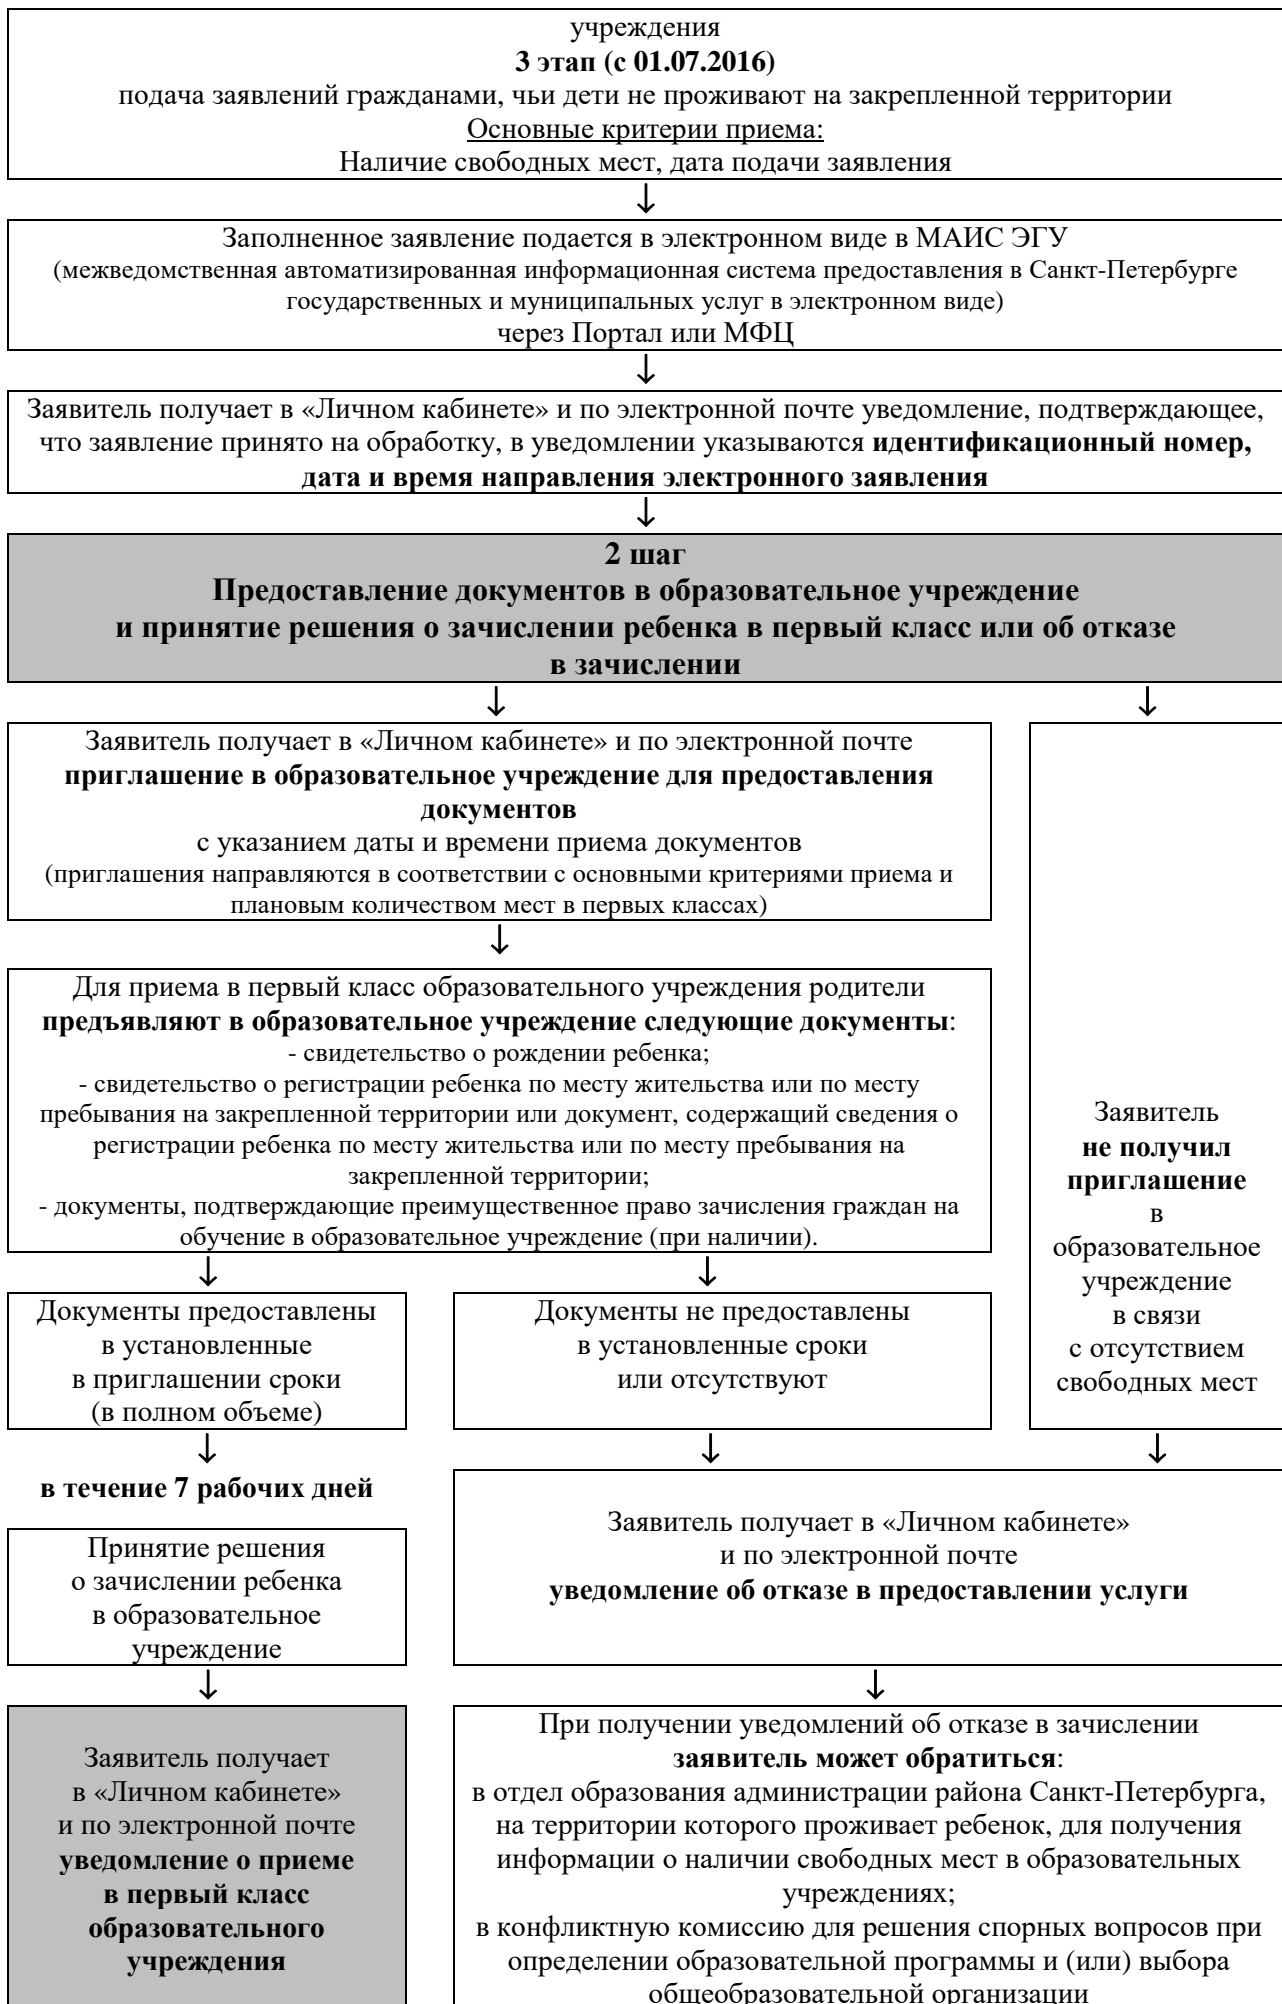 учреждения
3 этап (с 01.07.2016)
подача заявлений гражданами, чьи дети не проживают на закрепленной территории
Основные критерии приема:
Наличие свободных мест, дата подачи заявления
↓
Заполненное заявление подается в электронном виде в МАИС ЭГУ
(межведомственная автоматизированная информационная система предоставления в Санкт-Петербурге
государственных и муниципальных услуг в электронном виде)
через Портал или МФЦ
↓
Заявитель получает в «Личном кабинете» и по электронной почте уведомление, подтверждающее,
что заявление принято на обработку, в уведомлении указываются идентификационный номер,
дата и время направления электронного заявления
↓
2 шаг
Предоставление документов в образовательное учреждение
и принятие решения о зачислении ребенка в первый класс или об отказе
в зачислении
↓
↓
Заявитель получает в «Личном кабинете» и по электронной почте
приглашение в образовательное учреждение для предоставления
документов
с указанием даты и времени приема документов
(приглашения направляются в соответствии с основными критериями приема и
плановым количеством мест в первых классах)
↓
Для приема в первый класс образовательного учреждения родители
предъявляют в образовательное учреждение следующие документы:
- свидетельство о рождении ребенка;
- свидетельство о регистрации ребенка по месту жительства или по месту
пребывания на закрепленной территории или документ, содержащий сведения о
регистрации ребенка по месту жительства или по месту пребывания на
закрепленной территории;
- документы, подтверждающие преимущественное право зачисления граждан на
обучение в образовательное учреждение (при наличии).
Заявитель
не получил
приглашение
в
образовательное
учреждение
в связи
с отсутствием
свободных мест
↓
↓
Документы предоставлены
в установленные
в приглашении сроки
(в полном объеме)
Документы не предоставлены
в установленные сроки
или отсутствуют
↓
↓
↓
в течение 7 рабочих дней
Принятие решения
о зачислении ребенка
в образовательное
учреждение
Заявитель получает в «Личном кабинете»
и по электронной почте
уведомление об отказе в предоставлении услуги
↓
↓
Заявитель получает
в «Личном кабинете»
и по электронной почте
уведомление о приеме
в первый класс
образовательного
учреждения
При получении уведомлений об отказе в зачислении
заявитель может обратиться:
в отдел образования администрации района Санкт-Петербурга,
на территории которого проживает ребенок, для получения
информации о наличии свободных мест в образовательных
учреждениях;
в конфликтную комиссию для решения спорных вопросов при
определении образовательной программы и (или) выбора
общеобразовательной организации